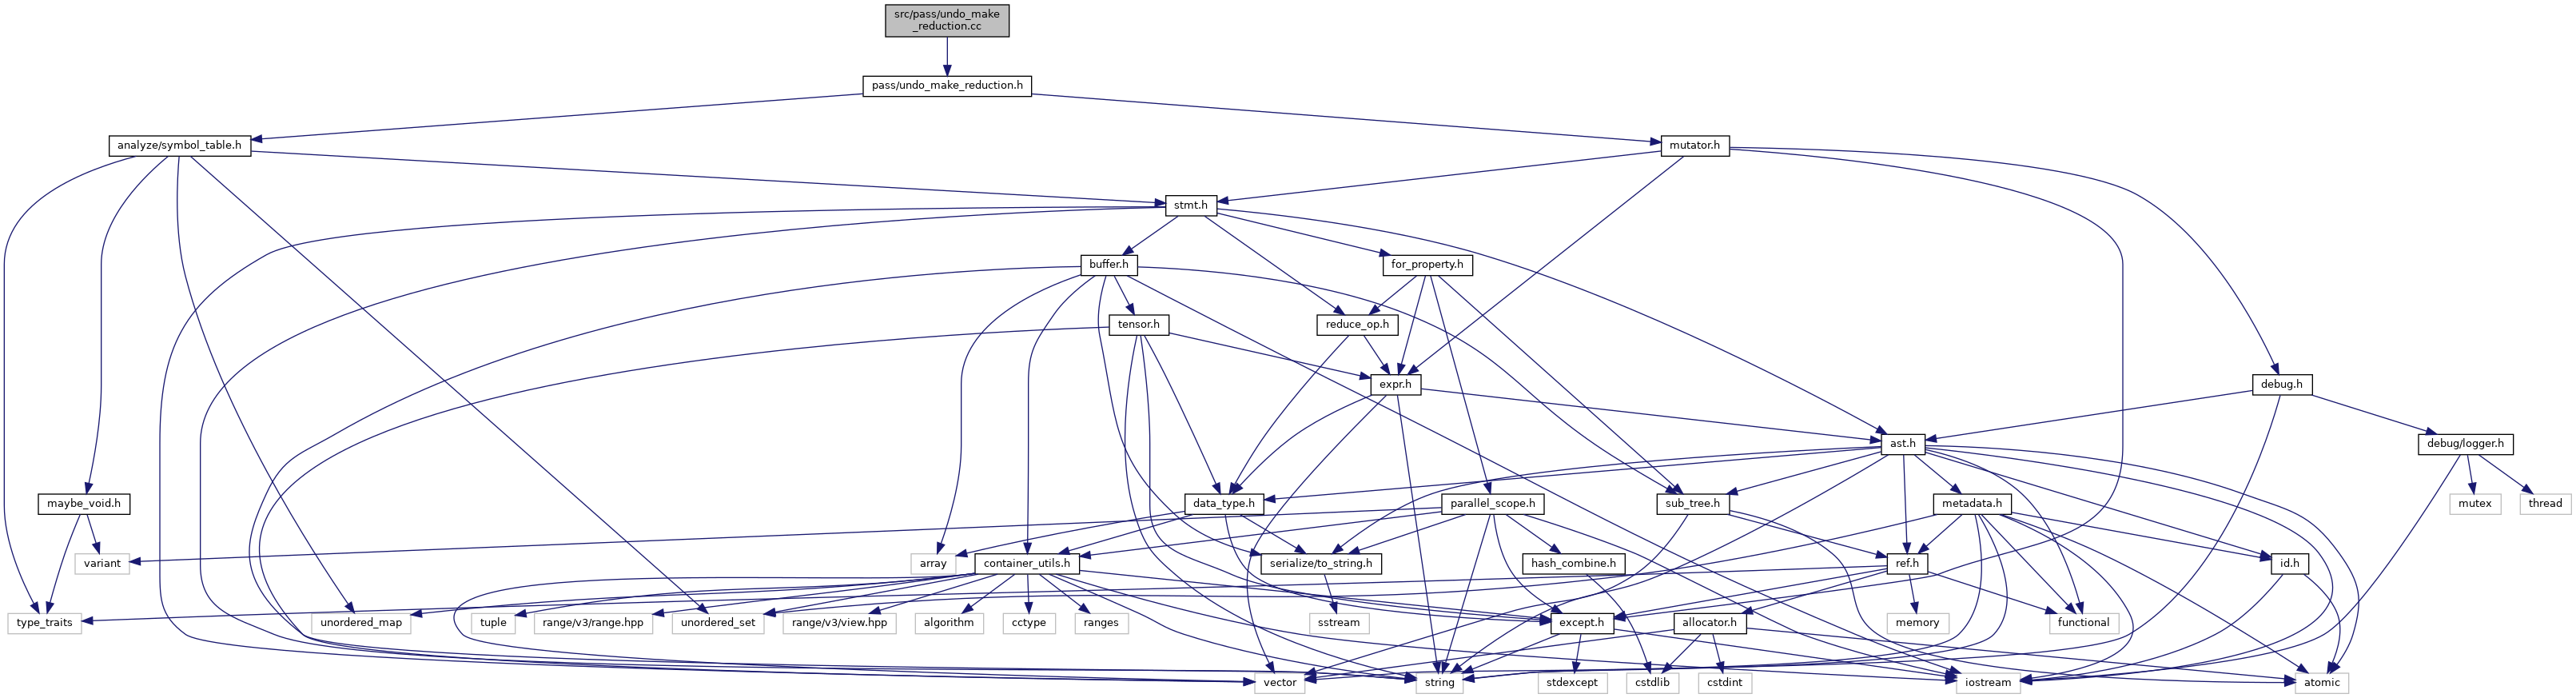 src/pass/undo_make
_reduction.cc
pass/undo_make_reduction.h
analyze/symbol_table.h
mutator.h
stmt.h
buffer.h
for_property.h
tensor.h
reduce_op.h
expr.h
debug.h
ast.h
debug/logger.h
maybe_void.h
data_type.h
parallel_scope.h
sub_tree.h
metadata.h
mutex
thread
variant
array
container_utils.h
serialize/to_string.h
hash_combine.h
ref.h
id.h
type_traits
unordered_map
tuple
range/v3/range.hpp
unordered_set
range/v3/view.hpp
algorithm
cctype
ranges
sstream
except.h
allocator.h
memory
functional
vector
string
stdexcept
cstdlib
cstdint
iostream
atomic